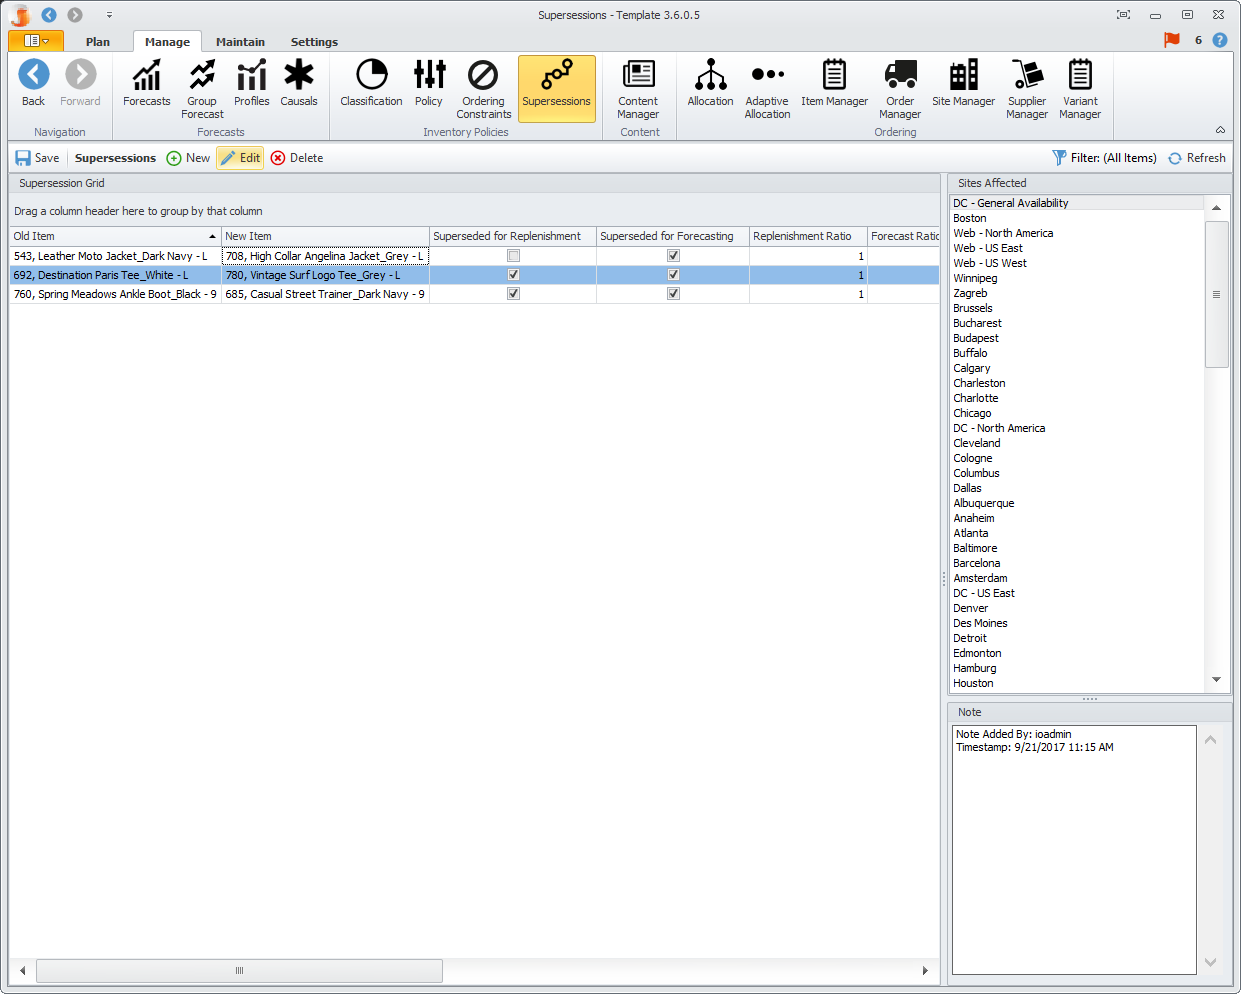 Supersessions - Template 3.6.0.5
Plan
Manage
Maintain
Settings
6
?
Back
Forward
Navigation
Forecasts
Group
Forecast
Profiles
Causals
Forecasts
Classification
Policy
Ordering
Constraints
Supersessions
Inventory Policies
Content
Manager
Content
Allocation
Adaptive
Allocation
Item Manager
Order
Manager
Site Manager
Supplier
Manager
Variant
Manager
Ordering
Save
Supersessions
New
Edit
Delete
Filter: (All Items)
Refresh
Supersession Grid
Drag a column header here to group by that column
Old Item New Item Superseded for Replenishment Superseded for Forecasting Replenishment Ratio Forecast Ratio
543, Leather Moto Jacket_Dark Navy - L 708, High Collar Angelina Jacket_Grey - L 1
692, Destination Paris Tee_White - L 780, Vintage Surf Logo Tee_Grey - L 1
760, Spring Meadows Ankle Boot_Black - 9 685, Casual Street Trainer_Dark Navy - 9 1
Sites Affected
DC - General Availability
Boston
Web - North America
Web - US East
Web - US West
Winnipeg
Zagreb
Brussels
Bucharest
Budapest
Buffalo
Calgary
Charleston
Charlotte
Chicago
DC - North America
Cleveland
Cologne
Columbus
Dallas
Albuquerque
Anaheim
Atlanta
Baltimore
Barcelona
Amsterdam
DC - US East
Denver
Des Moines
Detroit
Edmonton
Hamburg
Houston
Note
Note Added By: ioadmin
Timestamp: 9/21/2017 11:15 AM